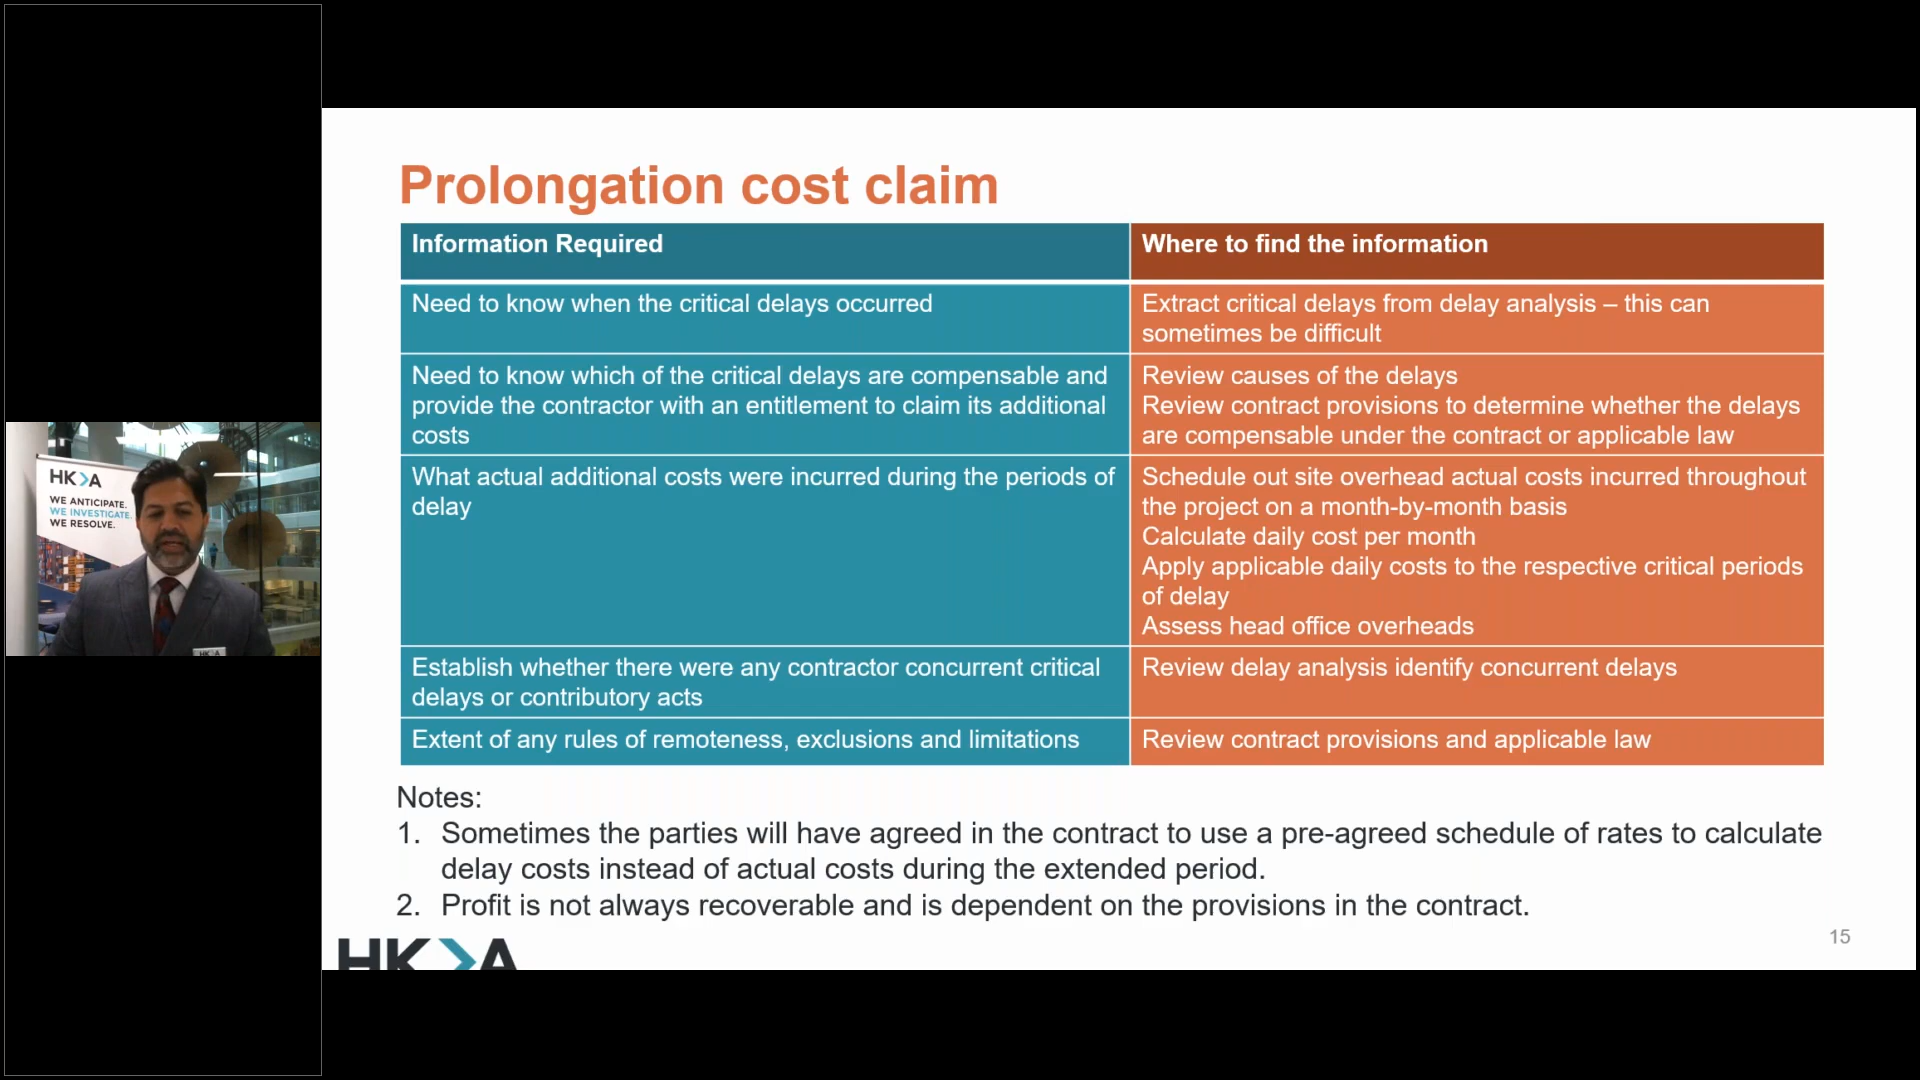 Prolongation cost claim
Information Required
Where to find the information
Need to know when the critical delays occurred
Extract critical delays from delay analysis – this can
sometimes be difficult
Need to know which of the critical delays are compensable and
provide the contractor with an entitlement to claim its additional
costs
Review causes of the delays
Review contract provisions to determine whether the delays
are compensable under the contract or applicable law
What actual additional costs were incurred during the periods of
delay
Schedule out site overhead actual costs incurred throughout
the project on a month-by-month basis
Calculate daily cost per month
Apply applicable daily costs to the respective critical periods
of delay
Assess head office overheads
Establish whether there were any contractor concurrent critical
delays or contributory acts
Review delay analysis identify concurrent delays
Extent of any rules of remoteness, exclusions and limitations
Review contract provisions and applicable law
Notes:
1. Sometimes the parties will have agreed in the contract to use a pre-agreed schedule of rates to calculate
delay costs instead of actual costs during the extended period.
2. Profit is not always recoverable and is dependent on the provisions in the contract.
HK>A
15
HK>A
WE ANTICIPATE.
WE INVESTIGATE.
WE RESOLVE.
HK A